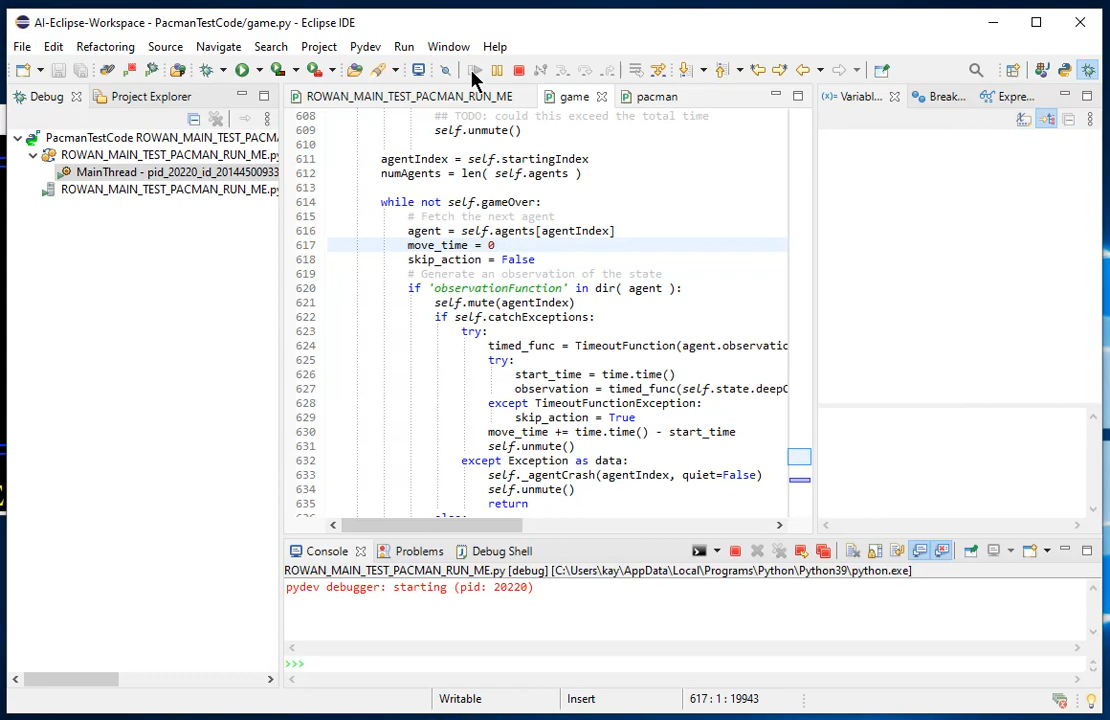 AI-Eclipse-Workspace - PacmanTestCode/game.py - Eclipse IDE
File Edit Refactoring Source Navigate Search Project Pydev Run Window Help
Debug Project Explorer
PacmanTestCode ROWAN_MAIN_TEST_PACMA
ROWAN_MAIN_TEST_PACMAN_RUN_ME.py
MainThread - pid_20220_id_20144500933
ROWAN_MAIN_TEST_PACMAN_RUN_ME.py
ROWAN_MAIN_TEST_PACMAN_RUN_ME game pacman
608 ## TODO: could this exceed the total time
609 self.unmute()
610
611 agentIndex = self.startingIndex
612 numAgents = len( self.agents )
613
614 while not self.gameOver:
615 # Fetch the next agent
616 agent = self.agents[agentIndex]
617 move_time = 0
618 skip_action = False
619 # Generate an observation of the state
620 if 'observationFunction' in dir( agent ):
621 self.mute(agentIndex)
622 if self.catchExceptions:
623 try:
624 timed_func = TimeoutFunction(agent.observatio
625 try:
626 start_time = time.time()
627 observation = timed_func(self.state.deepC
628 except TimeoutFunctionException:
629 skip_action = True
630 move_time += time.time() - start_time
631 self.unmute()
632 except Exception as data:
633 self._agentCrash(agentIndex, quiet=False)
634 self.unmute()
635 return
Variabl... Break... Expre...
Console Problems Debug Shell
ROWAN_MAIN_TEST_PACMAN_RUN_ME.py [debug] [C:\Users\kay\AppData\Local\Programs\Python\Python39\python.exe]
pydev debugger: starting (pid: 20220)
>>>
Writable Insert 617 : 1 : 19943